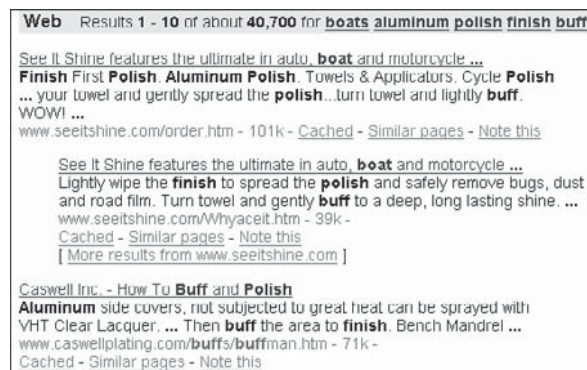 Web Results 1 - 10 of about 40,700 for boats aluminum polish finish buff
See It Shine features the ultimate in auto, boat and motorcycle ...
Finish First Polish. Aluminum Polish. Towels & Applicators. Cycle Polish
... your towel and gently spread the polish...turn towel and lightly buff.
WOW! ...
www.seeitshine.com/order.htm - 101k - Cached - Similar pages - Note this
See It Shine features the ultimate in auto, boat and motorcycle ...
Lightly wipe the finish to spread the polish and safely remove bugs, dust
and road film. Turn towel and gently buff to a deep, long lasting shine. ...
www.seeitshine.com/Whyaceit.htm - 39k -
Cached - Similar pages - Note this
[ More results from www.seeitshine.com ]
Caswell Inc. - How To Buff and Polish
Aluminum side covers, not subjected to great heat can be sprayed with
VHT Clear Lacquer. ... Then buff the area to finish. Bench Mandrel ...
www.caswellplating.com/buffs/buffman.htm - 71k -
Cached - Similar pages - Note this